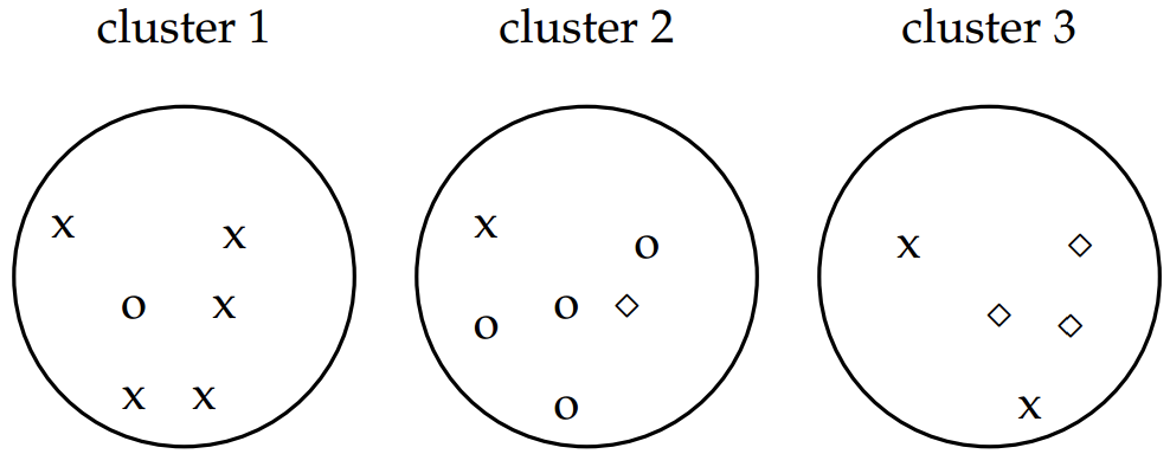 cluster 1 cluster 2 cluster 3
x x x o x ◇
o x o o ◇ ◇ ◇
x x o x